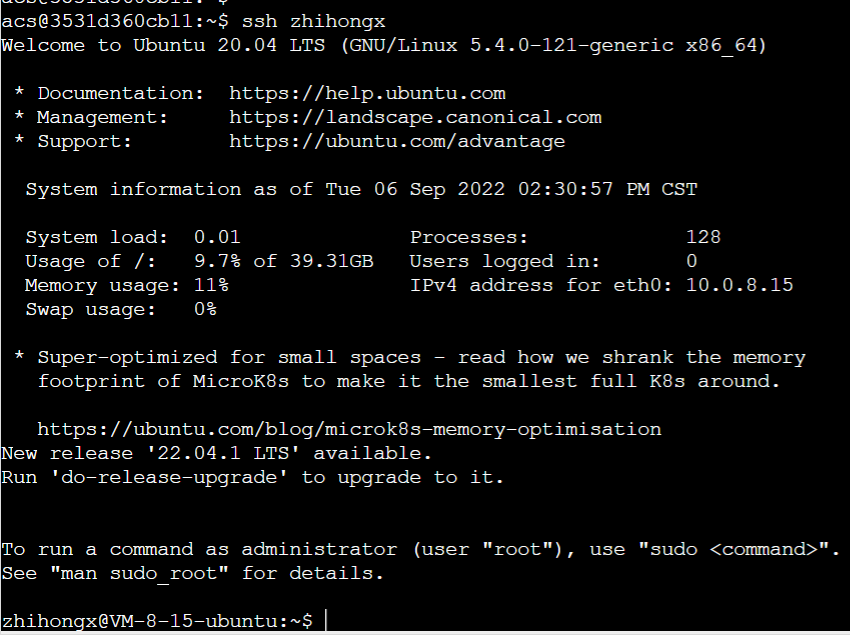 acs@3531d360cb11:~$
acs@3531d360cb11:~$ ssh zhihongx
Welcome to Ubuntu 20.04 LTS (GNU/Linux 5.4.0-121-generic x86_64)
* Documentation: https://help.ubuntu.com
* Management: https://landscape.canonical.com
* Support: https://ubuntu.com/advantage
System information as of Tue 06 Sep 2022 02:30:57 PM CST
System load: 0.01 Processes: 128
Usage of /: 9.7% of 39.31GB Users logged in: 0
Memory usage: 11% IPv4 address for eth0: 10.0.8.15
Swap usage: 0%
* Super-optimized for small spaces - read how we shrank the memory
footprint of MicroK8s to make it the smallest full K8s around.
https://ubuntu.com/blog/microk8s-memory-optimisation
New release '22.04.1 LTS' available.
Run 'do-release-upgrade' to upgrade to it.
To run a command as administrator (user "root"), use "sudo <command>".
See "man sudo_root" for details.
zhihongx@VM-8-15-ubuntu:~$